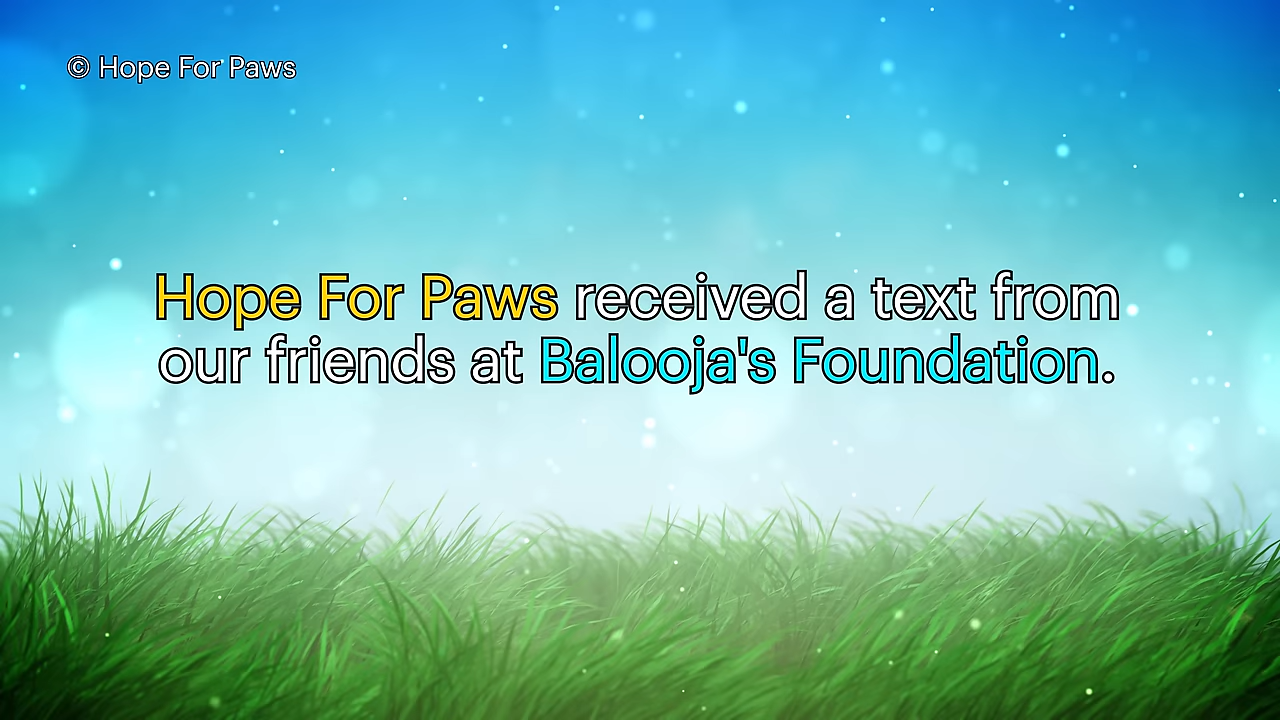 © Hope For Paws
Hope For Paws received a text from
our friends at Balooja's Foundation.